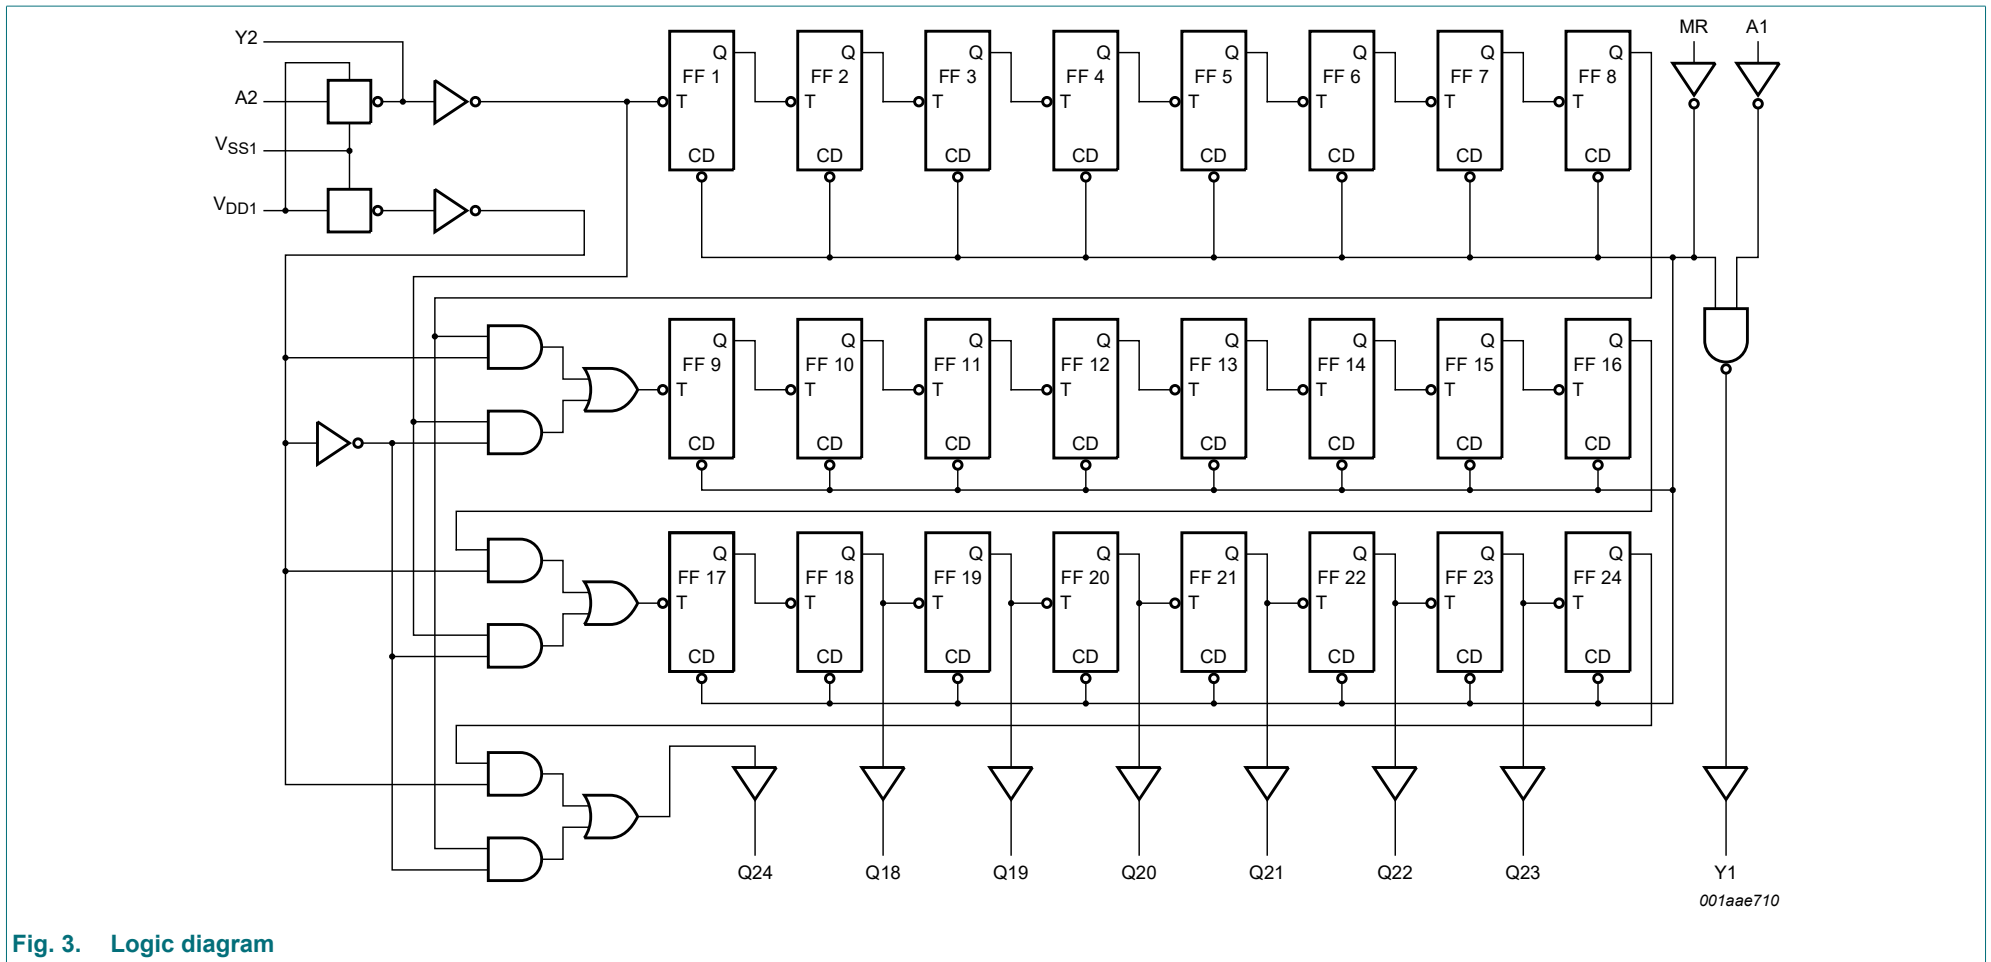 Y2
A2
VSS1
VDD1
MR A1
Q Q Q Q Q Q Q Q
FF 1 FF 2 FF 3 FF 4 FF 5 FF 6 FF 7 FF 8
T T T T T T T T
CD CD CD CD CD CD CD CD
Q Q Q Q Q Q Q Q
FF 9 FF 10 FF 11 FF 12 FF 13 FF 14 FF 15 FF 16
T T T T T T T T
CD CD CD CD CD CD CD CD
Q Q Q Q Q Q Q Q
FF 17 FF 18 FF 19 FF 20 FF 21 FF 22 FF 23 FF 24
T T T T T T T T
CD CD CD CD CD CD CD CD
Q24 Q18 Q19 Q20 Q21 Q22 Q23 Y1
001aae710
Fig. 3. Logic diagram